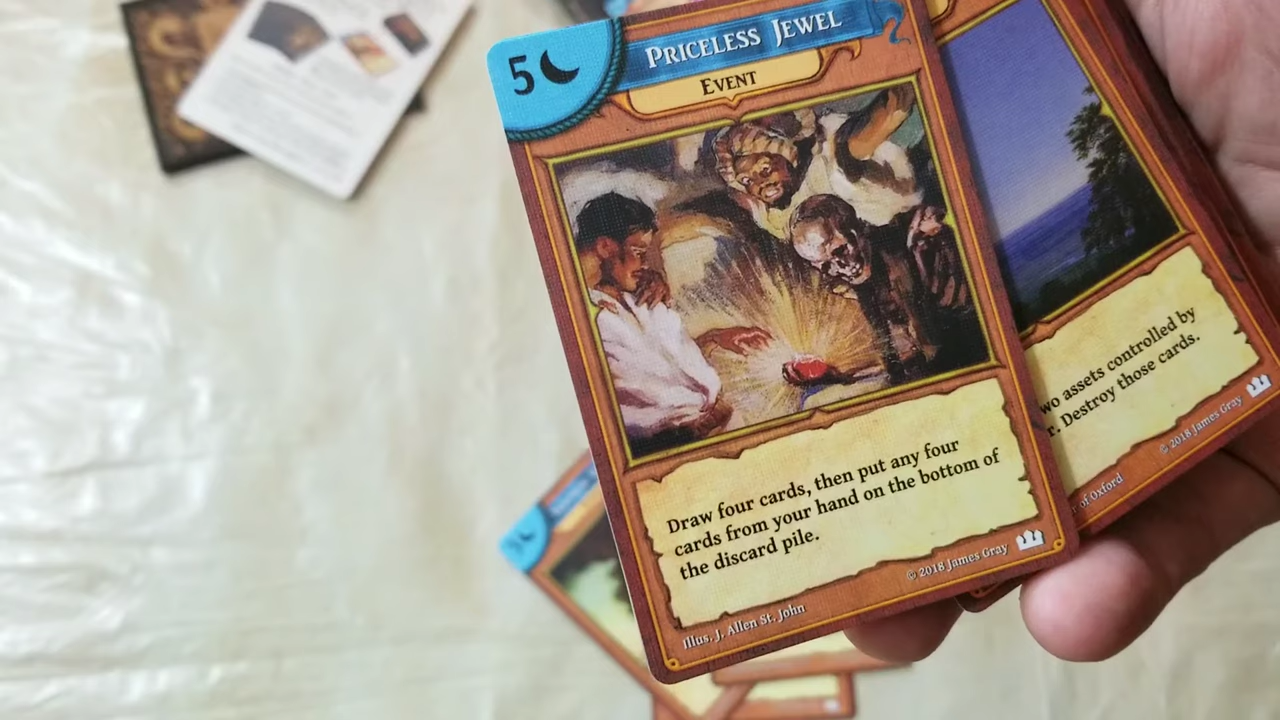 5
PRICELESS JEWEL
EVENT
Draw four cards, then put any four
cards from your hand on the bottom of
the discard pile.
Illus. J. Allen St. John
© 2018 James Gray
assets controlled by
Destroy those cards.
of Oxford
© 2018 James Gray